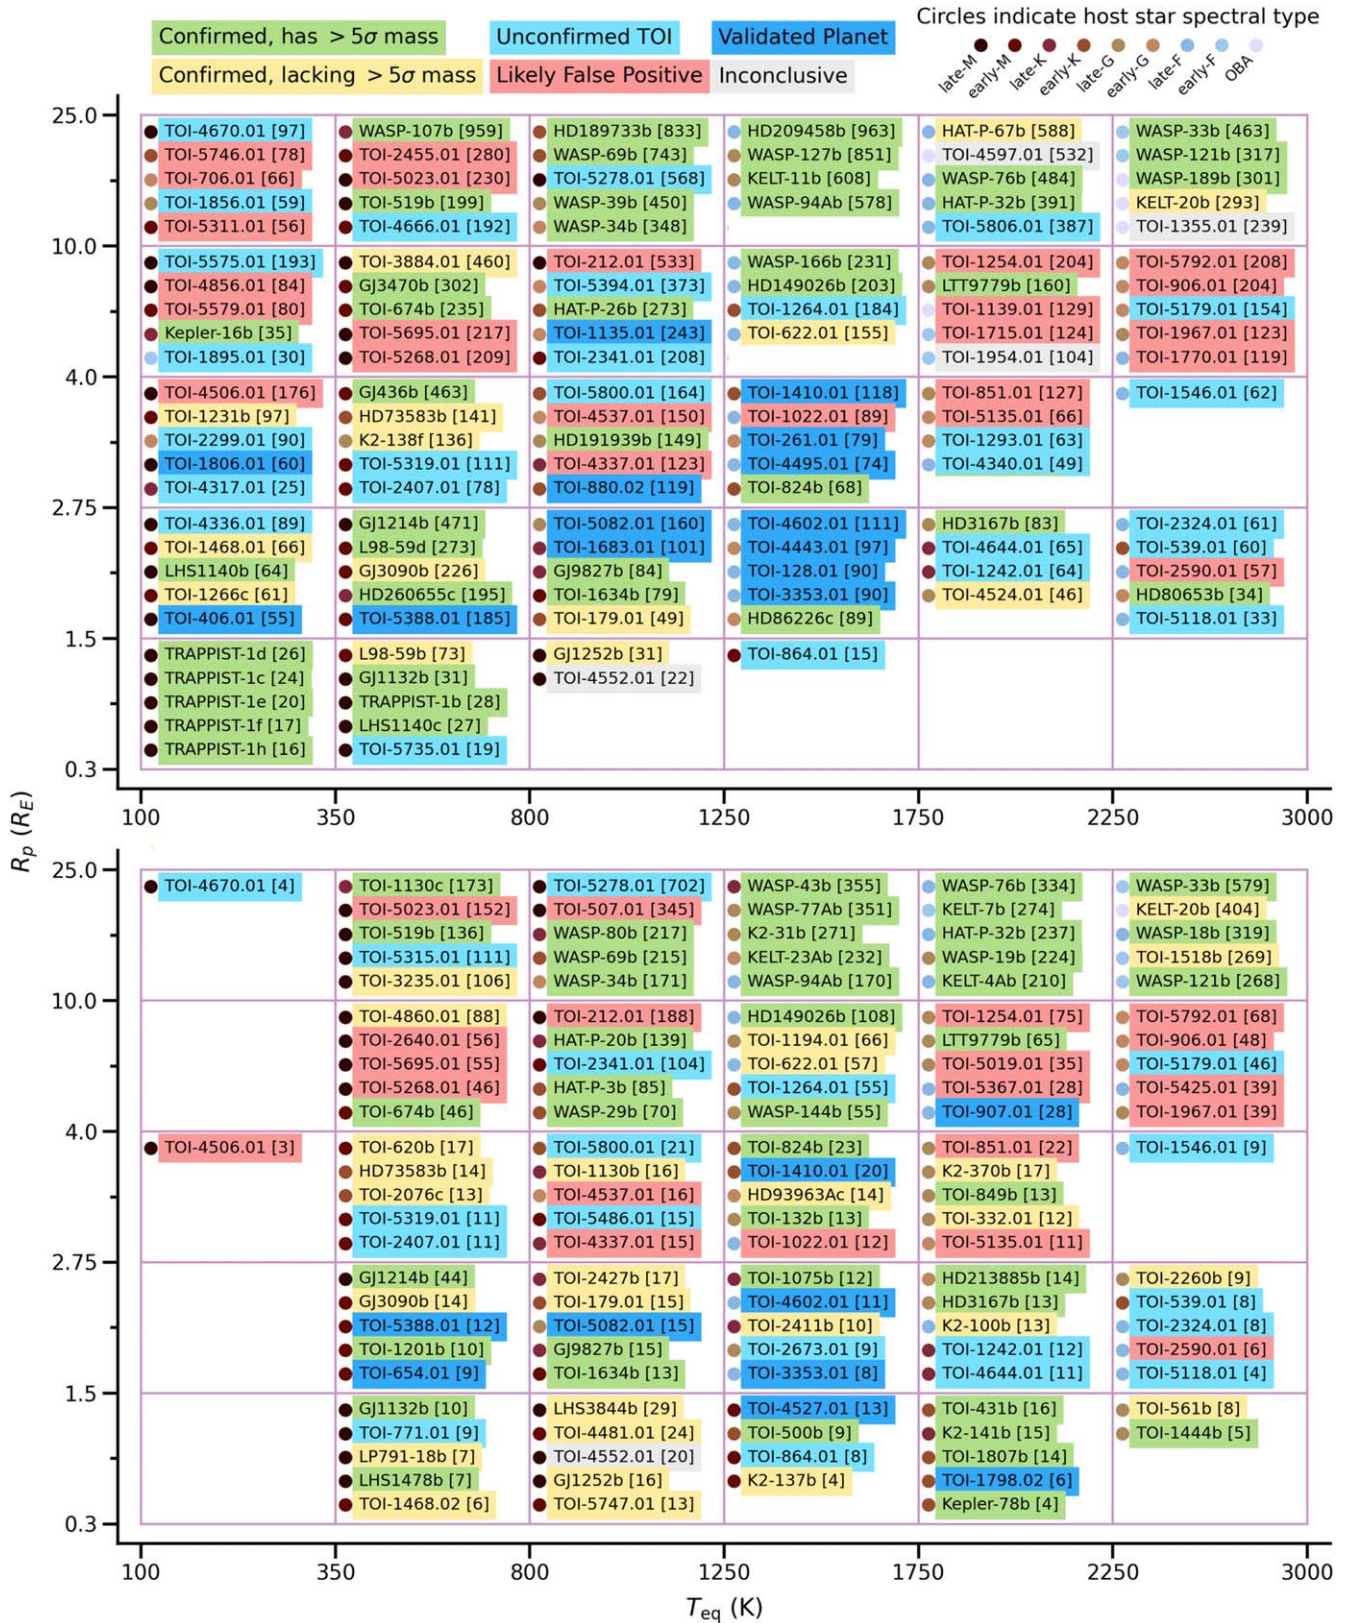 Circles indicate host star spectral type
Confirmed, has > 5σ mass
Unconfirmed TOI
Validated Planet
Confirmed, lacking > 5σ mass
Likely False Positive
Inconclusive
late-M
early-M
late-K
early-K
late-G
early-G
late-F
early-F
OBA
25.0
TOI-4670.01 [97]
TOI-5746.01 [78]
TOI-706.01 [66]
TOI-1856.01 [59]
TOI-5311.01 [56]
WASP-107b [959]
TOI-2455.01 [280]
TOI-5023.01 [230]
TOI-519b [199]
TOI-4666.01 [192]
HD189733b [833]
WASP-69b [743]
TOI-5278.01 [568]
WASP-39b [450]
WASP-34b [348]
HD209458b [963]
WASP-127b [851]
KELT-11b [608]
WASP-94Ab [578]
HAT-P-67b [588]
TOI-4597.01 [532]
WASP-76b [484]
HAT-P-32b [391]
TOI-5806.01 [387]
WASP-33b [463]
WASP-121b [317]
WASP-189b [301]
KELT-20b [293]
TOI-1355.01 [239]
10.0
TOI-5575.01 [193]
TOI-4856.01 [84]
TOI-5579.01 [80]
Kepler-16b [35]
TOI-1895.01 [30]
TOI-3884.01 [460]
GJ3470b [302]
TOI-674b [235]
TOI-5695.01 [217]
TOI-5268.01 [209]
TOI-212.01 [533]
TOI-5394.01 [373]
HAT-P-26b [273]
TOI-1135.01 [243]
TOI-2341.01 [208]
WASP-166b [231]
HD149026b [203]
TOI-1264.01 [184]
TOI-622.01 [155]
TOI-1254.01 [204]
LTT9779b [160]
TOI-1139.01 [129]
TOI-1715.01 [124]
TOI-1954.01 [104]
TOI-5792.01 [208]
TOI-906.01 [204]
TOI-5179.01 [154]
TOI-1967.01 [123]
TOI-1770.01 [119]
4.0
TOI-4506.01 [176]
TOI-1231b [97]
TOI-2299.01 [90]
TOI-1806.01 [60]
TOI-4317.01 [25]
GJ436b [463]
HD73583b [141]
K2-138f [136]
TOI-5319.01 [111]
TOI-2407.01 [78]
TOI-5800.01 [164]
TOI-4537.01 [150]
HD191939b [149]
TOI-4337.01 [123]
TOI-880.02 [119]
TOI-1410.01 [118]
TOI-1022.01 [89]
TOI-261.01 [79]
TOI-4495.01 [74]
TOI-824b [68]
TOI-851.01 [127]
TOI-5135.01 [66]
TOI-1293.01 [63]
TOI-4340.01 [49]
TOI-1546.01 [62]
2.75
TOI-4336.01 [89]
TOI-1468.01 [66]
LHS1140b [64]
TOI-1266c [61]
TOI-406.01 [55]
GJ1214b [471]
L98-59d [273]
GJ3090b [226]
HD260655c [195]
TOI-5388.01 [185]
TOI-5082.01 [160]
TOI-1683.01 [101]
GJ9827b [84]
TOI-1634b [79]
TOI-179.01 [49]
TOI-4602.01 [111]
TOI-4443.01 [97]
TOI-128.01 [90]
TOI-3353.01 [90]
HD86226c [89]
HD3167b [83]
TOI-4644.01 [65]
TOI-1242.01 [64]
TOI-4524.01 [46]
TOI-2324.01 [61]
TOI-539.01 [60]
TOI-2590.01 [57]
HD80653b [34]
TOI-5118.01 [33]
1.5
TRAPPIST-1d [26]
TRAPPIST-1c [24]
TRAPPIST-1e [20]
TRAPPIST-1f [17]
TRAPPIST-1h [16]
L98-59b [73]
GJ1132b [31]
TRAPPIST-1b [28]
LHS1140c [27]
TOI-5735.01 [19]
GJ1252b [31]
TOI-4552.01 [22]
TOI-864.01 [15]
0.3
100 350 800 1250 1750 2250 3000
Rp (RE)
25.0
TOI-4670.01 [4]
TOI-1130c [173]
TOI-5023.01 [152]
TOI-519b [136]
TOI-5315.01 [111]
TOI-3235.01 [106]
TOI-5278.01 [702]
TOI-507.01 [345]
WASP-80b [217]
WASP-69b [215]
WASP-34b [171]
WASP-43b [355]
WASP-77Ab [351]
K2-31b [271]
KELT-23Ab [232]
WASP-94Ab [170]
WASP-76b [334]
KELT-7b [274]
HAT-P-32b [237]
WASP-19b [224]
KELT-4Ab [210]
WASP-33b [579]
KELT-20b [404]
WASP-18b [319]
TOI-1518b [269]
WASP-121b [268]
10.0
TOI-4860.01 [88]
TOI-2640.01 [56]
TOI-5695.01 [55]
TOI-5268.01 [46]
TOI-674b [46]
TOI-212.01 [188]
HAT-P-20b [139]
TOI-2341.01 [104]
HAT-P-3b [85]
WASP-29b [70]
HD149026b [108]
TOI-1194.01 [66]
TOI-622.01 [57]
TOI-1264.01 [55]
WASP-144b [55]
TOI-1254.01 [75]
LTT9779b [65]
TOI-5019.01 [35]
TOI-5367.01 [28]
TOI-907.01 [28]
TOI-5792.01 [68]
TOI-906.01 [48]
TOI-5179.01 [46]
TOI-5425.01 [39]
TOI-1967.01 [39]
4.0
TOI-4506.01 [3]
TOI-620b [17]
HD73583b [14]
TOI-2076c [13]
TOI-5319.01 [11]
TOI-2407.01 [11]
TOI-5800.01 [21]
TOI-1130b [16]
TOI-4537.01 [16]
TOI-5486.01 [15]
TOI-4337.01 [15]
TOI-824b [23]
TOI-1410.01 [20]
HD93963Ac [14]
TOI-132b [13]
TOI-1022.01 [12]
TOI-851.01 [22]
K2-370b [17]
TOI-849b [13]
TOI-332.01 [12]
TOI-5135.01 [11]
TOI-1546.01 [9]
2.75
GJ1214b [44]
GJ3090b [14]
TOI-5388.01 [12]
TOI-1201b [10]
TOI-654.01 [9]
TOI-2427b [17]
TOI-179.01 [15]
TOI-5082.01 [15]
GJ9827b [15]
TOI-1634b [13]
TOI-1075b [12]
TOI-4602.01 [11]
TOI-2411b [10]
TOI-2673.01 [9]
TOI-3353.01 [8]
HD213885b [14]
HD3167b [13]
K2-100b [13]
TOI-1242.01 [12]
TOI-4644.01 [11]
TOI-2260b [9]
TOI-539.01 [8]
TOI-2324.01 [8]
TOI-2590.01 [6]
TOI-5118.01 [4]
1.5
GJ1132b [10]
TOI-771.01 [9]
LP791-18b [7]
LHS1478b [7]
TOI-1468.02 [6]
LHS3844b [29]
TOI-4481.01 [24]
TOI-4552.01 [20]
GJ1252b [16]
TOI-5747.01 [13]
TOI-4527.01 [13]
TOI-500b [9]
TOI-864.01 [8]
K2-137b [4]
TOI-431b [16]
K2-141b [15]
TOI-1807b [14]
TOI-1798.02 [6]
Kepler-78b [4]
TOI-561b [8]
TOI-1444b [5]
0.3
100 350 800 1250 1750 2250 3000
Teq (K)